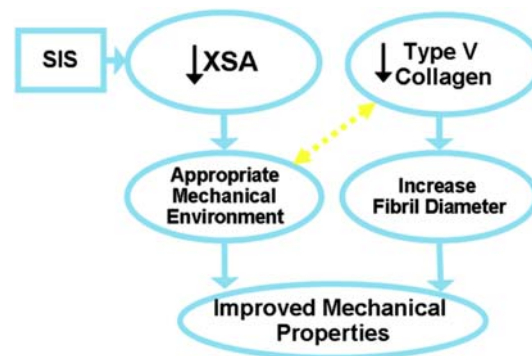 SIS
↓XSA
↓ Type V
Collagen
Appropriate
Mechanical
Environment
Increase
Fibril Diameter
Improved Mechanical
Properties